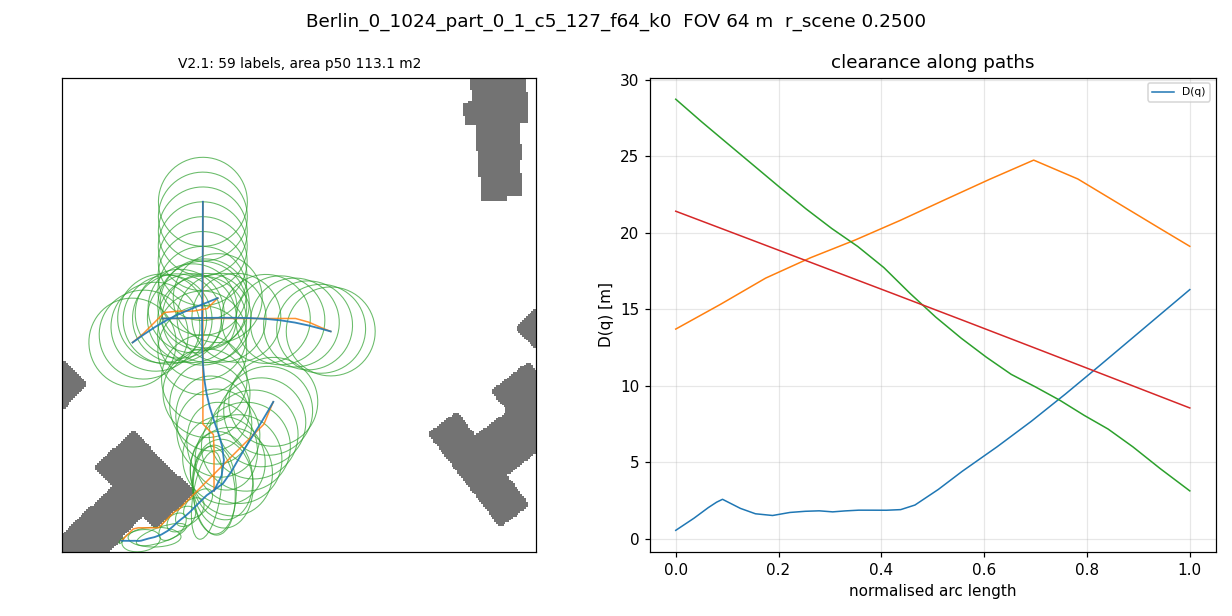 Berlin_0_1024_part_0_1_c5_127_f64_k0  FOV 64 m  r_scene 0.2500
V2.1: 59 labels, area p50 113.1 m2
clearance along paths
D(q)
30
25
20
15
10
5
0
D(q) [m]
0.0 0.2 0.4 0.6 0.8 1.0
normalised arc length